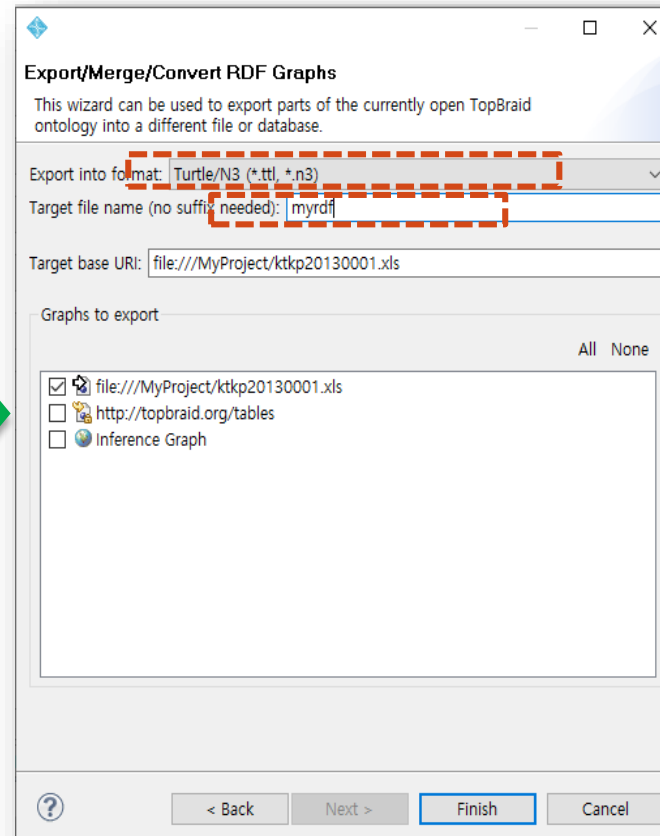 Export/Merge/Convert RDF Graphs
This wizard can be used to export parts of the currently open TopBraid
ontology into a different file or database.
Export into format: Turtle/N3 (*.ttl, *.n3)
Target file name (no suffix needed): myrdf
Target base URI: file:///MyProject/ktkp20130001.xls
Graphs to export
All None
file:///MyProject/ktkp20130001.xls
http://topbraid.org/tables
Inference Graph
? < Back Next > Finish Cancel